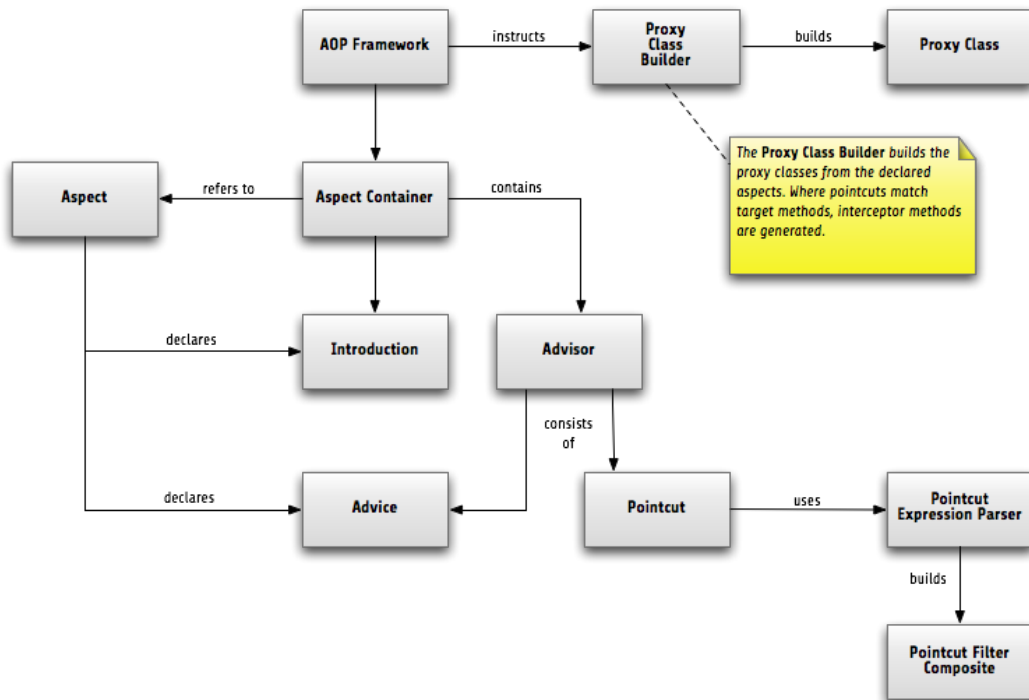 AOP Framework
instructs
Proxy
Class
Builder
builds
Proxy Class
The Proxy Class Builder builds the
proxy classes from the declared
aspects. Where pointcuts match
target methods, interceptor methods
are generated.
Aspect
refers to
Aspect Container
contains
declares
Introduction
Advisor
consists
of
declares
Advice
Pointcut
uses
Pointcut
Expression Parser
builds
Pointcut Filter
Composite